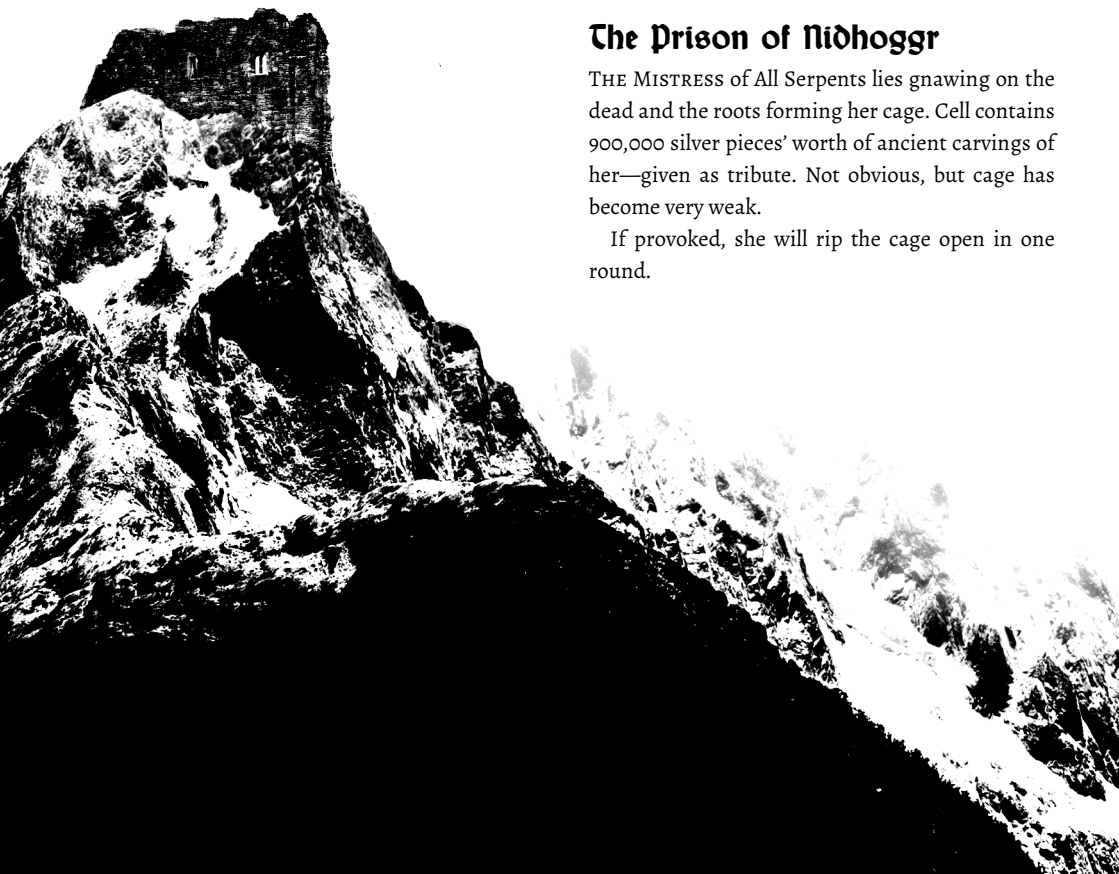 The Prison of Nidhoggr
The Mistress of All Serpents lies gnawing on the
dead and the roots forming her cage. Cell contains
900,000 silver pieces’ worth of ancient carvings of
her—given as tribute. Not obvious, but cage has
become very weak.
If provoked, she will rip the cage open in one
round.